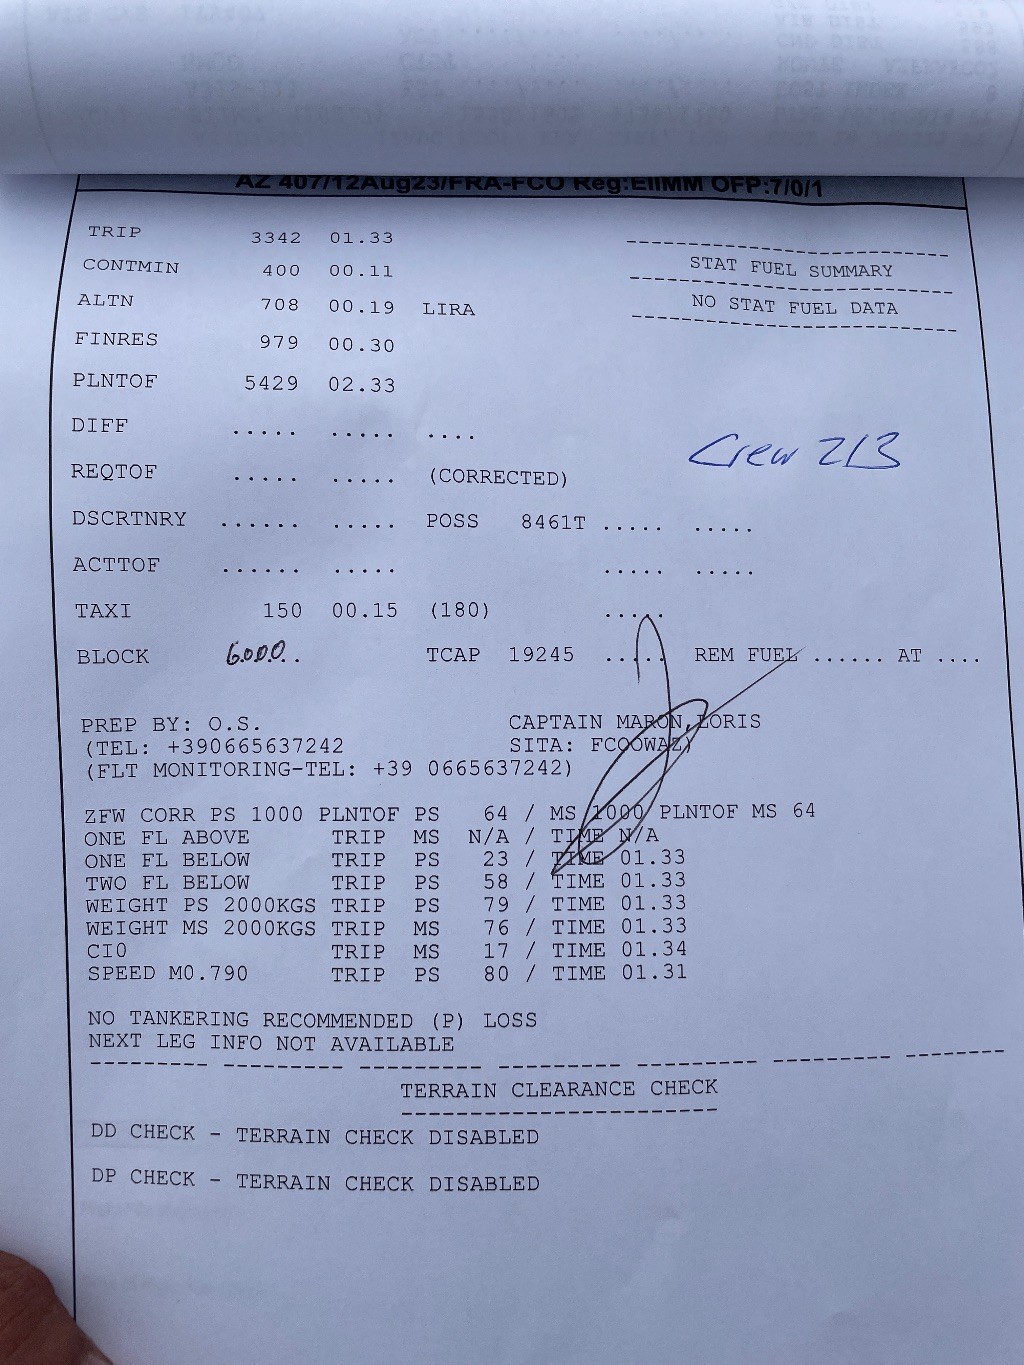 AZ 407/12Aug23/FRA-FCO Reg:EIIMM OFP:7/0/1
TRIP 3342 01.33
STAT FUEL SUMMARY
CONTMIN 400 00.11
NO STAT FUEL DATA
ALTN 708 00.19 LIRA
FINRES 979 00.30
PLNTOF 5429 02.33
DIFF ..... ..... ....
Crew 2/3
REQTOF ..... ..... (CORRECTED)
DSCRTNRY ...... ..... POSS 8461T ..... .....
ACTTOF ...... ..... ..... .....
TAXI 150 00.15 (180) .....
BLOCK 6000.. TCAP 19245 ..... REM FUEL ...... AT ....
PREP BY: O.S. CAPTAIN MARON,LORIS
(TEL: +390665637242 SITA: FCOOWAZ)
(FLT MONITORING-TEL: +39 0665637242)
ZFW CORR PS 1000 PLNTOF PS 64 / MS 1000 PLNTOF MS 64
ONE FL ABOVE TRIP MS N/A / TIME N/A
ONE FL BELOW TRIP PS 23 / TIME 01.33
TWO FL BELOW TRIP PS 58 / TIME 01.33
WEIGHT PS 2000KGS TRIP PS 79 / TIME 01.33
WEIGHT MS 2000KGS TRIP MS 76 / TIME 01.33
CI0 TRIP MS 17 / TIME 01.34
SPEED M0.790 TRIP PS 80 / TIME 01.31
NO TANKERING RECOMMENDED (P) LOSS
NEXT LEG INFO NOT AVAILABLE
TERRAIN CLEARANCE CHECK
DD CHECK - TERRAIN CHECK DISABLED
DP CHECK - TERRAIN CHECK DISABLED